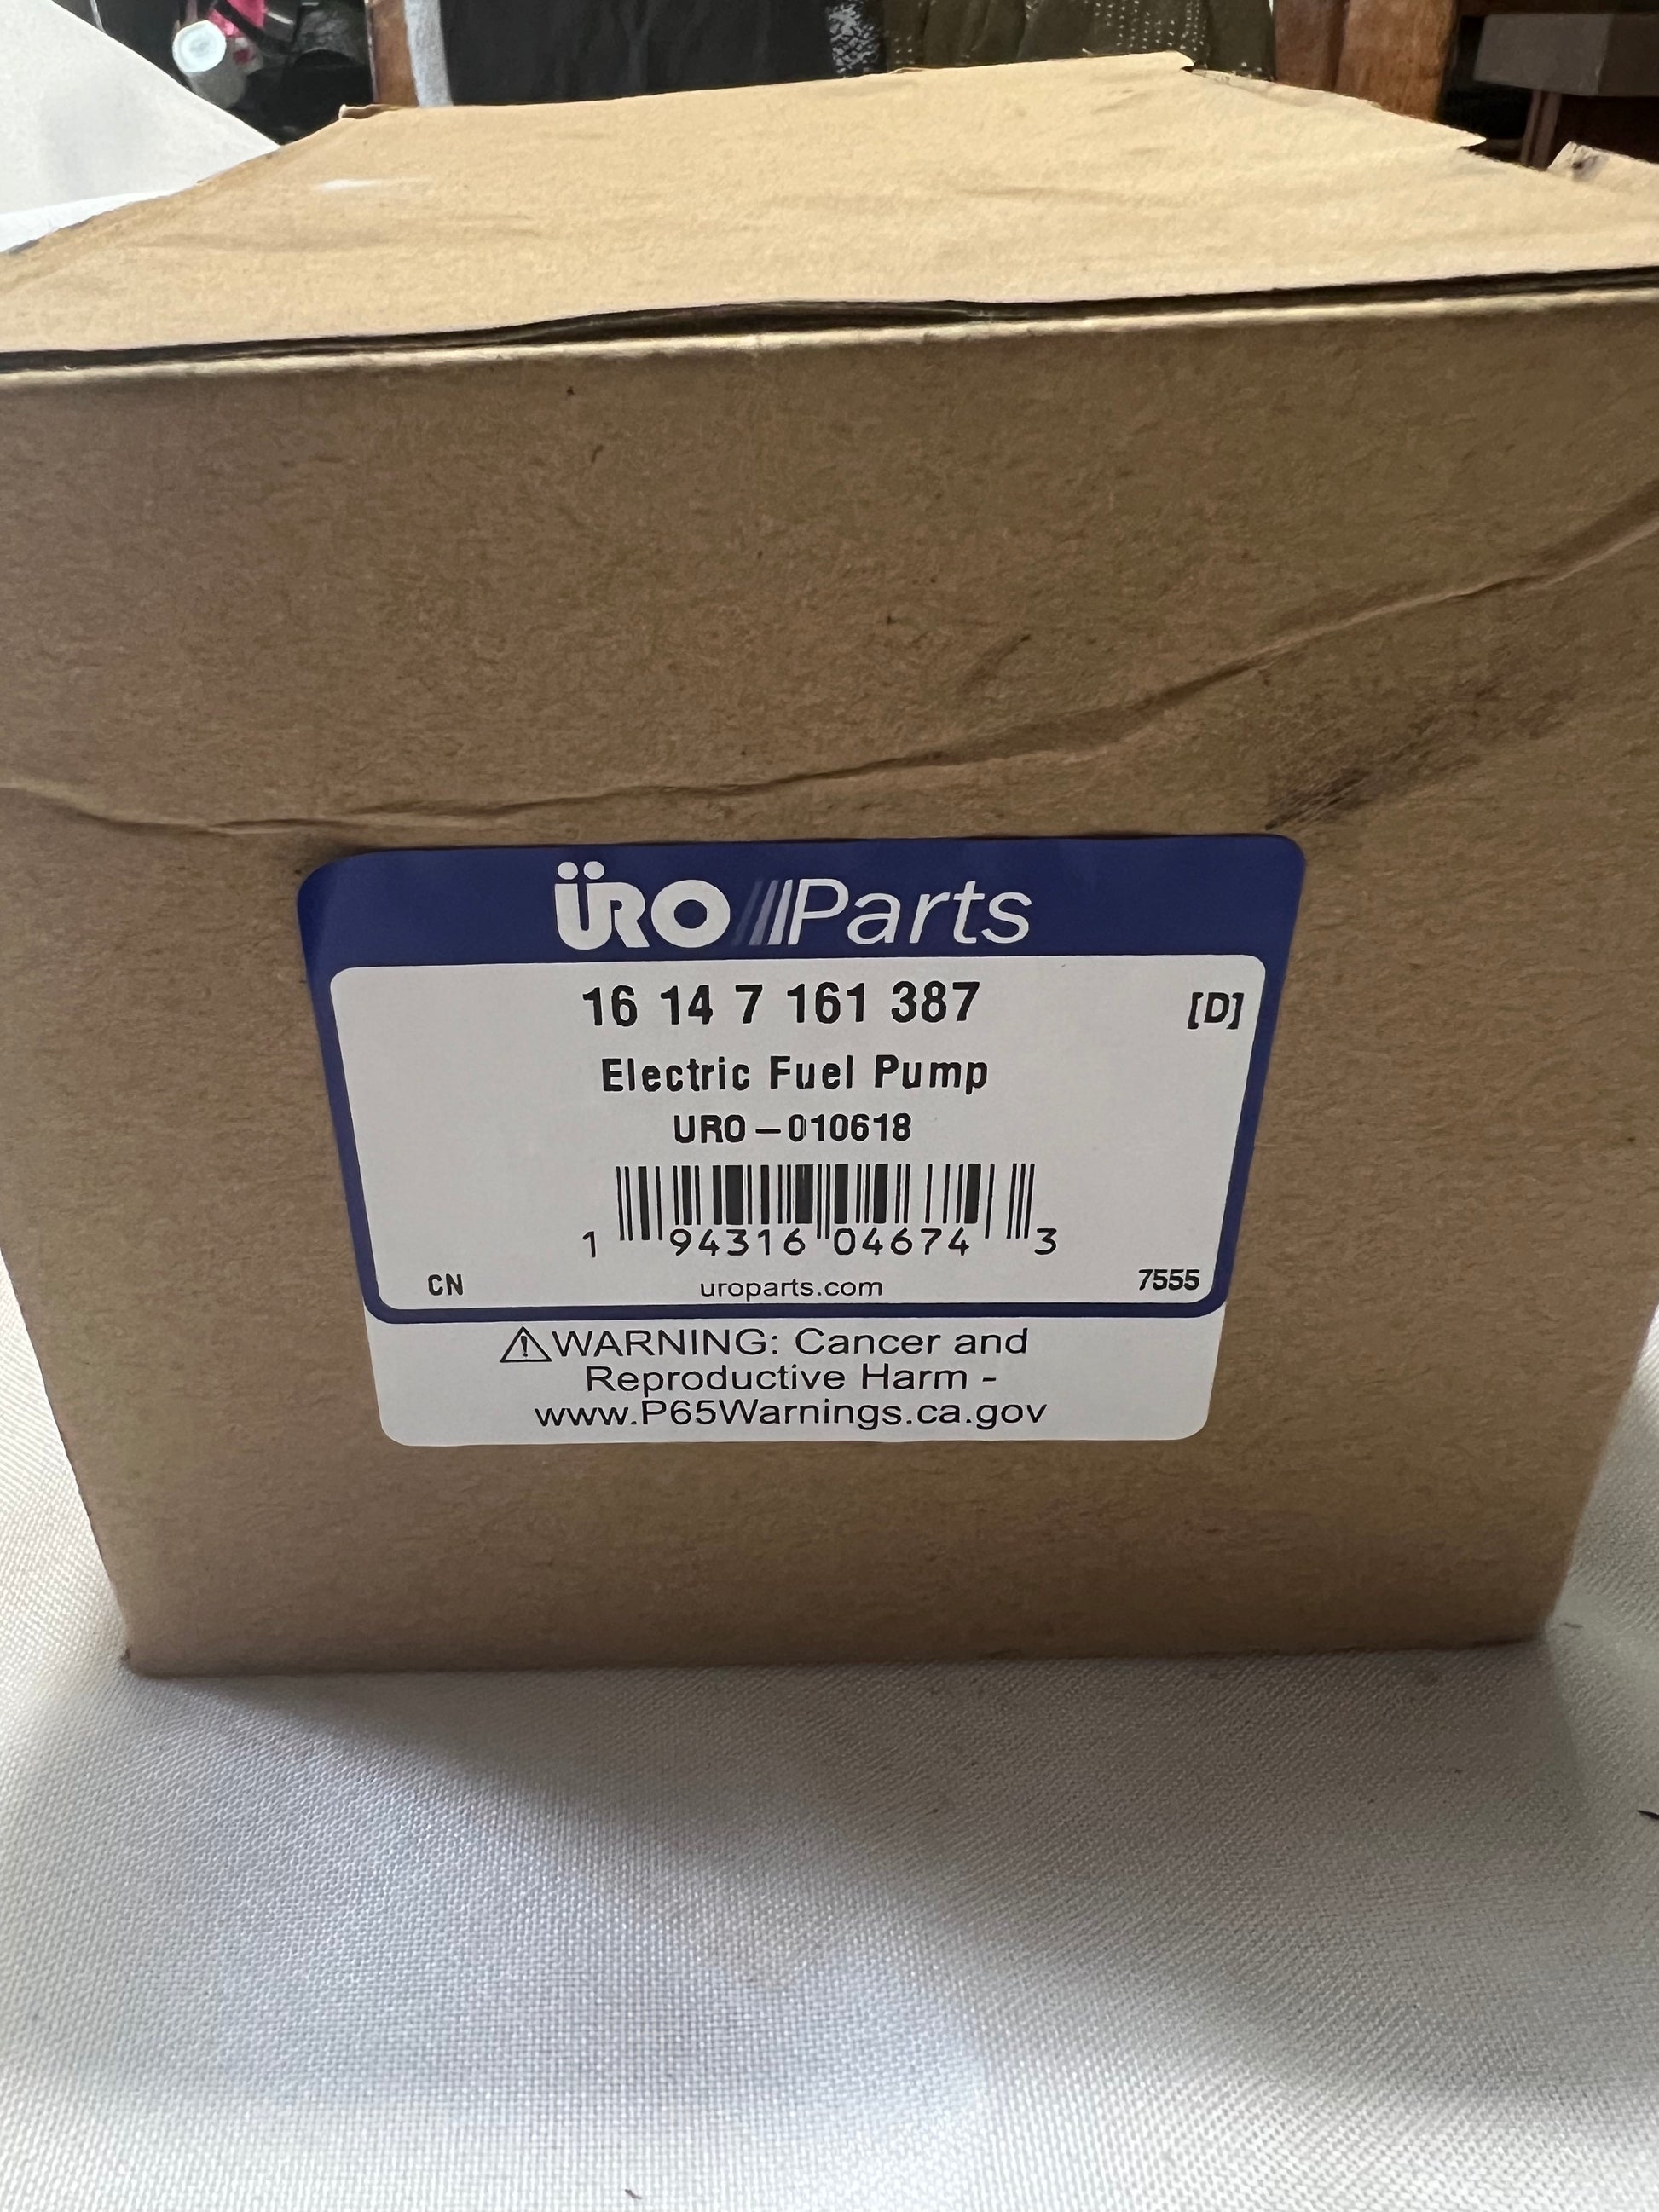 ÜRO Parts
16 14 7 161 387 [D]
Electric Fuel Pump
URO-010618
1 94316 04674 3
CN uroparts.com 7555
⚠WARNING: Cancer and
Reproductive Harm -
www.P65Warnings.ca.gov